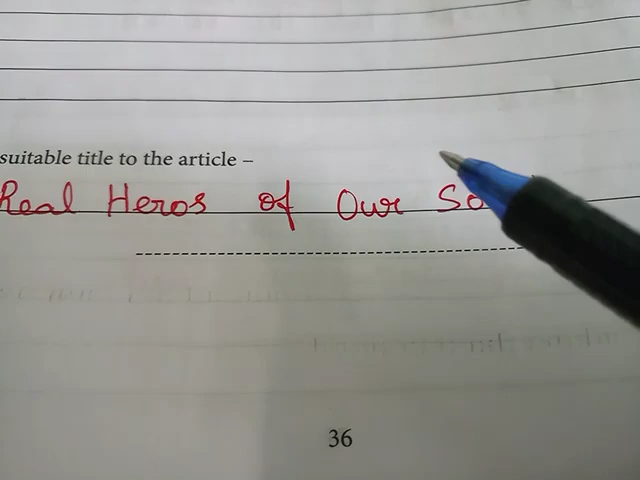 suitable title to the article –
Real Heros of Our So
36